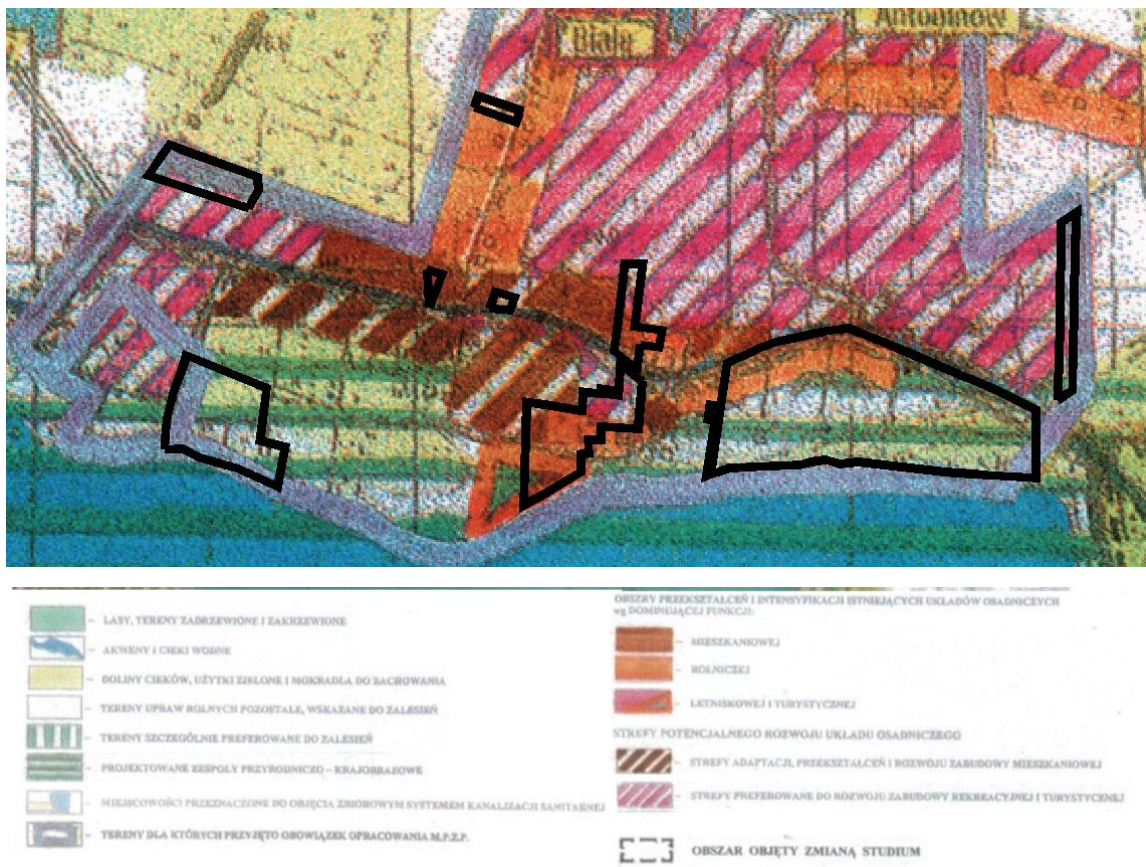 Biała
Antoninów
LASY, TERENY ZADRZEWIONE I ZAKRZEWIONE
AKWENY I CIEKI WODNE
DOLINY CIEKÓW, UŻYTKI ZIELONE I MOKRADŁA DO ZACHOWANIA
TERENY UPRAW ROLNYCH POZOSTAŁE, WSKAZANE DO ZALESIEŃ
TERENY SZCZEGÓLNIE PREFEROWANE DO ZALESIEŃ
PROJEKTOWANE ZESPOŁY PRZYRODNICZO – KRAJOBRAZOWE
MIEJSCOWOŚCI PRZEZNACZONE DO OBJĘCIA ZBIOROWYM SYSTEMEM KANALIZACJI SANITARNEJ
TERENY DLA KTÓRYCH PRZYJĘTO OBOWIĄZEK OPRACOWANIA M.P.Z.P.
OBSZRY PRZEKSZTAŁCEŃ I INTENSYFIKACJI ISTNIEJĄCYCH UKŁADÓW OSADNICZYCH
wg DOMINUJĄCEJ FUNKCJI:
MIESZKANIOWEJ
ROLNICZEJ
LETNISKOWEJ I TURYSTYCZNEJ
STREFY POTENCJALNEGO ROZWOJU UKŁADU OSADNICZEGO
STREFY ADAPTACJI, PRZEKSZTAŁCEŃ I ROZWOJU ZABUDOWY MIESZKANIOWEJ
STREFY PREFEROWANE DO ROZWOJU ZABUDOWY REKREACYJNEJ I TURYSTYCZNEJ
OBSZAR OBJĘTY ZMIANĄ STUDIUM